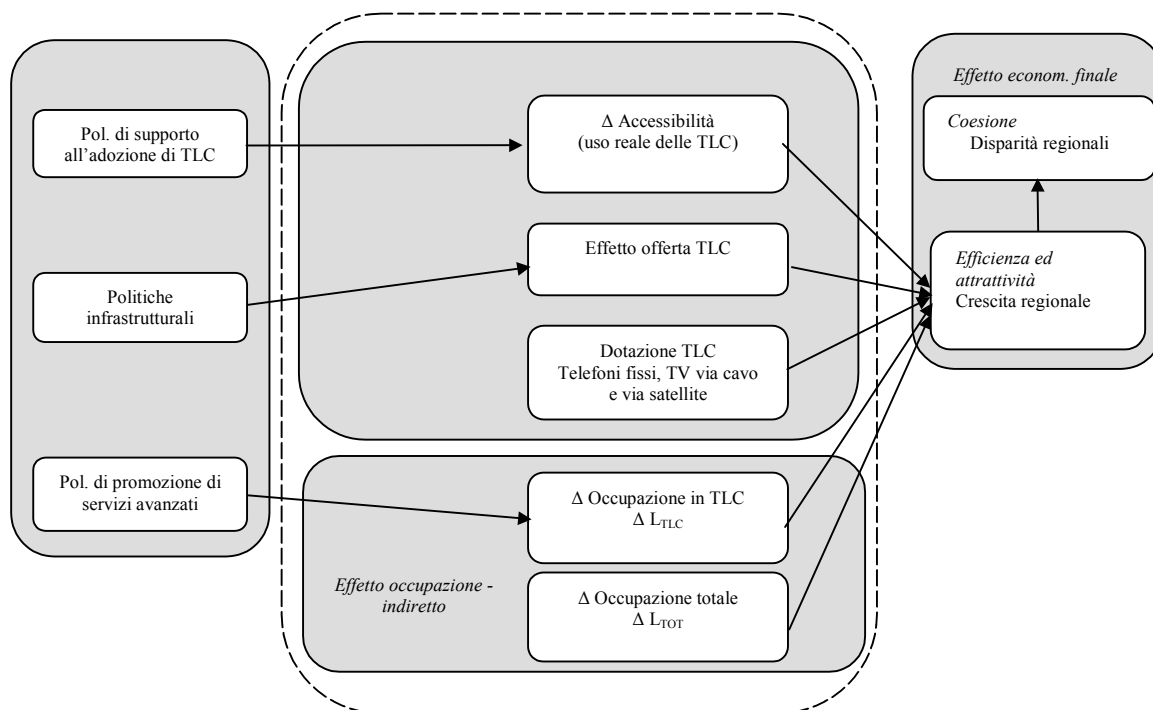 Pol. di supporto
all’adozione di TLC
Politiche
infrastrutturali
Pol. di promozione di
servizi avanzati
Δ Accessibilità
(uso reale delle TLC)
Effetto offerta TLC
Dotazione TLC
Telefoni fissi, TV via cavo
e via satellite
Effetto occupazione -
indiretto
Δ Occupazione in TLC
Δ LTLC
Δ Occupazione totale
Δ LTOT
Effetto econom. finale
Coesione
Disparità regionali
Efficienza ed
attrattività
Crescita regionale